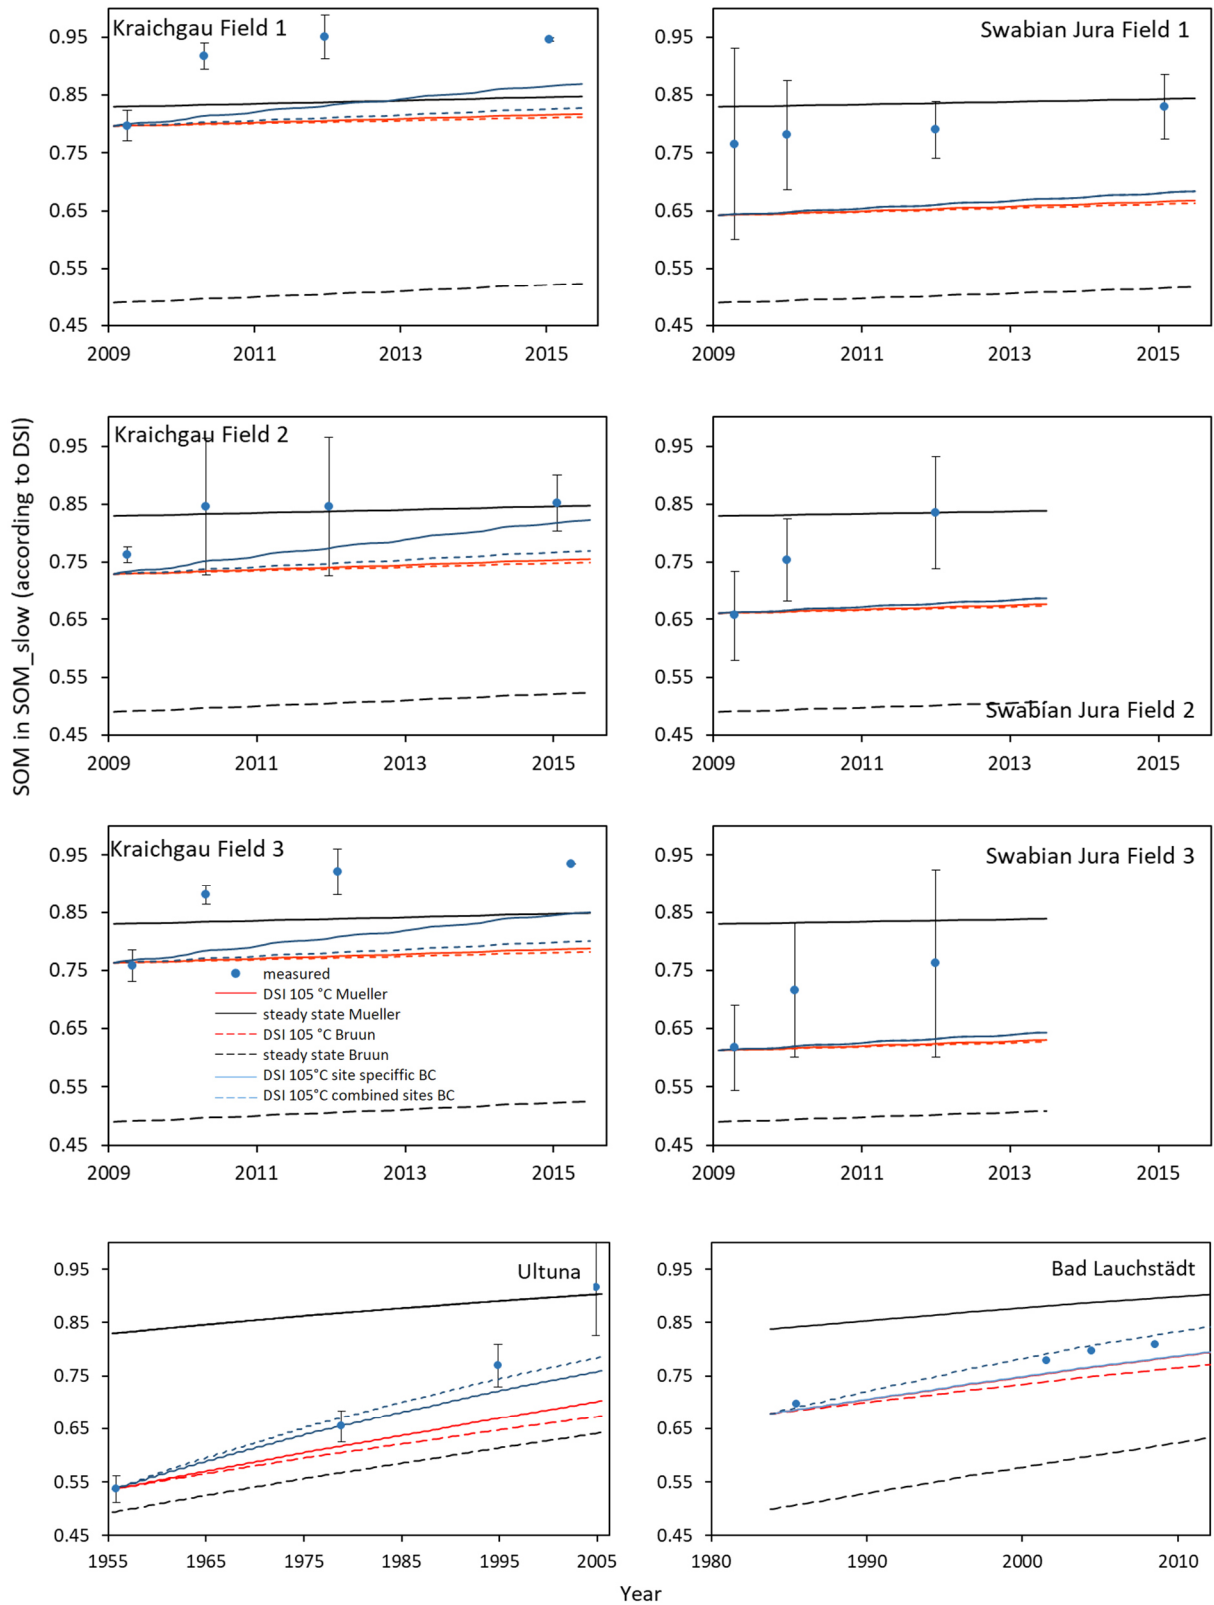 Kraichgau Field 1
0.95
0.85
0.75
0.65
0.55
0.45
2009 2011 2013 2015
Swabian Jura Field 1
0.95
0.85
0.75
0.65
0.55
0.45
2009 2011 2013 2015
SOM in SOM_slow (according to DSI)
Kraichgau Field 2
0.95
0.85
0.75
0.65
0.55
0.45
2009 2011 2013 2015
Swabian Jura Field 2
0.95
0.85
0.75
0.65
0.55
0.45
2009 2011 2013 2015
Kraichgau Field 3
0.95
0.85
0.75
0.65
0.55
0.45
measured
DSI 105 °C Mueller
steady state Mueller
DSI 105 °C Bruun
steady state Bruun
DSI 105°C site speciffic BC
DSI 105°C combined sites BC
2009 2011 2013 2015
Swabian Jura Field 3
0.95
0.85
0.75
0.65
0.55
0.45
2009 2011 2013 2015
Ultuna
0.95
0.85
0.75
0.65
0.55
0.45
1955 1965 1975 1985 1995 2005
Bad Lauchstädt
0.95
0.85
0.75
0.65
0.55
0.45
1980 1990 2000 2010
Year